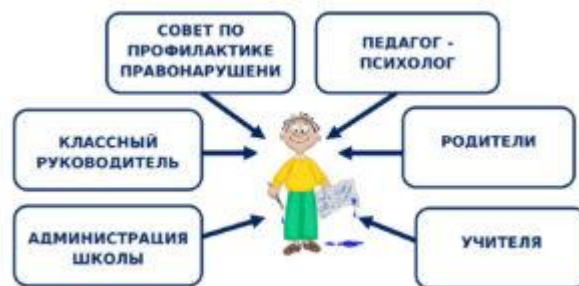 СОВЕТ ПО
ПРОФИЛАКТИКЕ
ПРАВОНАРУШЕНИ
ПЕДАГОГ -
ПСИХОЛОГ
КЛАССНЫЙ
РУКОВОДИТЕЛЬ
РОДИТЕЛИ
АДМИНИСТРАЦИЯ
ШКОЛЫ
УЧИТЕЛЯ